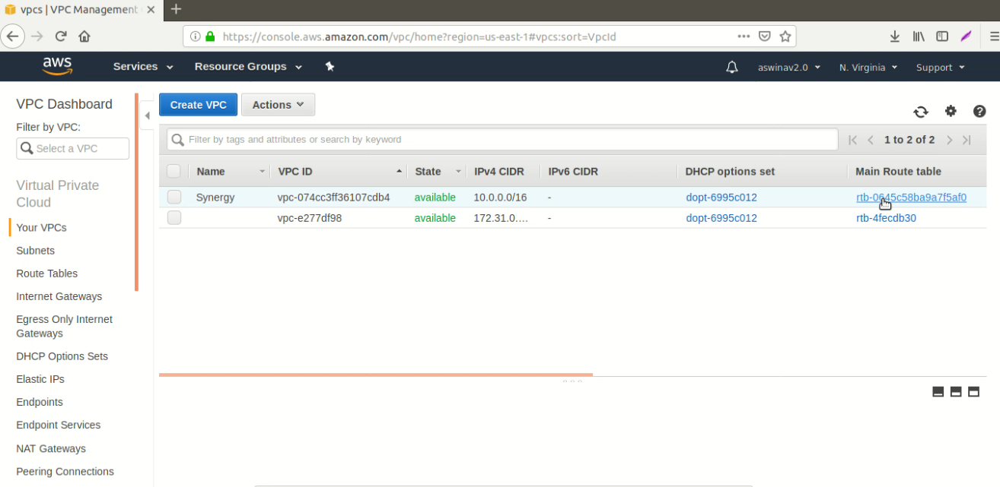 vpcs | VPC Management
https://console.aws.amazon.com/vpc/home?region=us-east-1#vpcs:sort=VpcId
aws Services Resource Groups aswinav2.0 N. Virginia Support
VPC Dashboard
Filter by VPC:
Select a VPC
Virtual Private
Cloud
Your VPCs
Subnets
Route Tables
Internet Gateways
Egress Only Internet
Gateways
DHCP Options Sets
Elastic IPs
Endpoints
Endpoint Services
NAT Gateways
Peering Connections
Create VPC Actions
Filter by tags and attributes or search by keyword 1 to 2 of 2
Name VPC ID State IPv4 CIDR IPv6 CIDR DHCP options set Main Route table
Synergy vpc-074cc3ff36107cdb4 available 10.0.0.0/16 - dopt-6995c012 rtb-0645c58ba9a7f5af0
vpc-e277df98 available 172.31.0.… - dopt-6995c012 rtb-4fecdb30